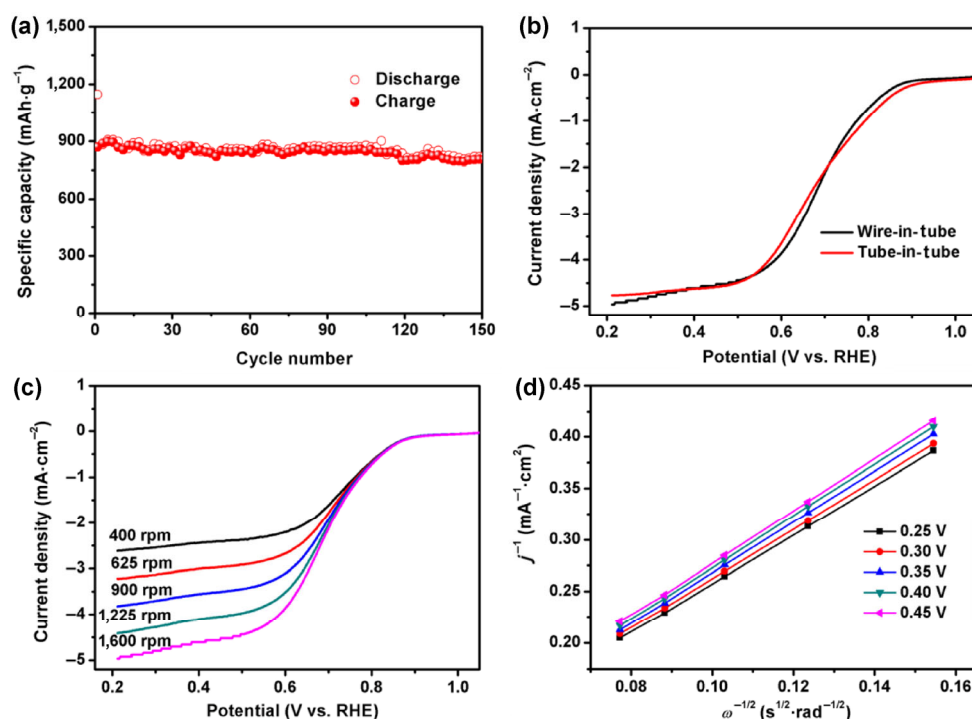 (a)
1,500
1,200
900
600
300
0
Specific capacity (mAh·g⁻¹)
Discharge
Charge
0 30 60 90 120 150
Cycle number
(b)
1
0
−1
−2
−3
−4
−5
Current density (mA·cm⁻²)
Wire-in-tube
Tube-in-tube
0.2 0.4 0.6 0.8 1.0
Potential (V vs. RHE)
(c)
1
0
−1
−2
−3
−4
−5
Current density (mA·cm⁻²)
400 rpm
625 rpm
900 rpm
1,225 rpm
1,600 rpm
0.2 0.4 0.6 0.8 1.0
Potential (V vs. RHE)
(d)
0.45
0.40
0.35
0.30
0.25
0.20
j⁻¹ (mA⁻¹·cm²)
0.25 V
0.30 V
0.35 V
0.40 V
0.45 V
0.08 0.10 0.12 0.14 0.16
ω⁻¹/² (s¹/²·rad⁻¹/²)